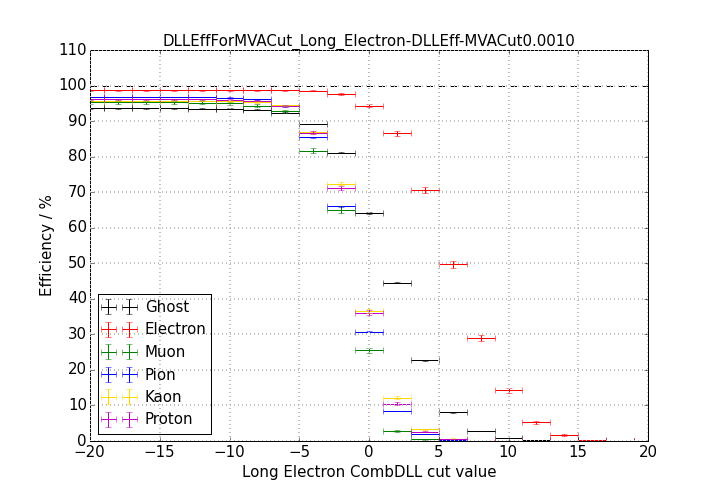 DLLEffForMVACut_Long_Electron-DLLEff-MVACut0.0010
110
100
90
80
70
60
50
40
30
20
10
0
Efficiency / %
Ghost
Electron
Muon
Pion
Kaon
Proton
−20 −15 −10 −5 0 5 10 15 20
Long Electron CombDLL cut value